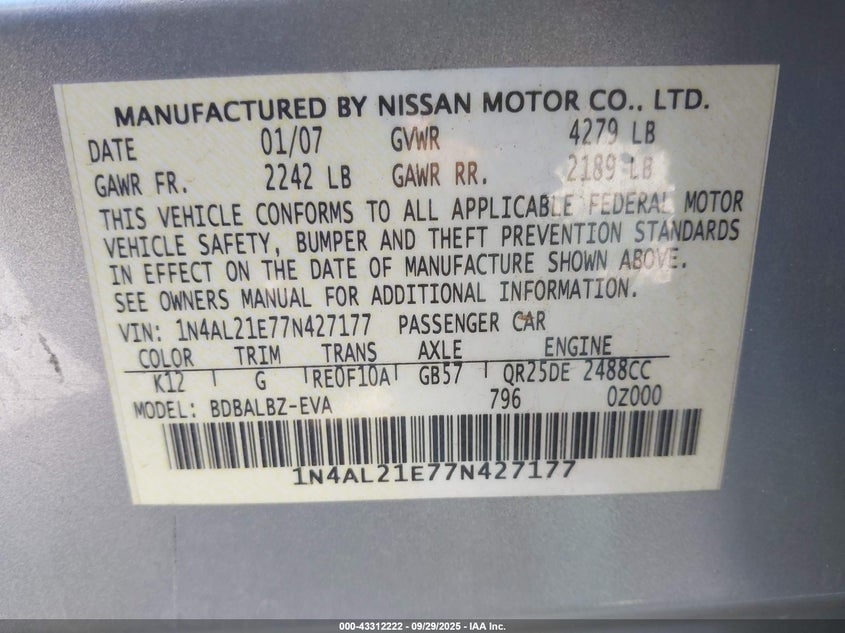 MANUFACTURED BY NISSAN MOTOR CO., LTD.
DATE 01/07 GVWR 4279 LB
GAWR FR. 2242 LB GAWR RR. 2189 LB
THIS VEHICLE CONFORMS TO ALL APPLICABLE FEDERAL MOTOR
VEHICLE SAFETY, BUMPER AND THEFT PREVENTION STANDARDS
IN EFFECT ON THE DATE OF MANUFACTURE SHOWN ABOVE.
SEE OWNERS MANUAL FOR ADDITIONAL INFORMATION.
VIN: 1N4AL21E77N427177 PASSENGER CAR
COLOR TRIM TRANS AXLE ENGINE
K12 G RE0F10A GB57 QR25DE 2488CC
MODEL: BDBALBZ-EVA 796 0Z000
1N4AL21E77N427177
000-43312222 - 09/29/2025 - IAA Inc.